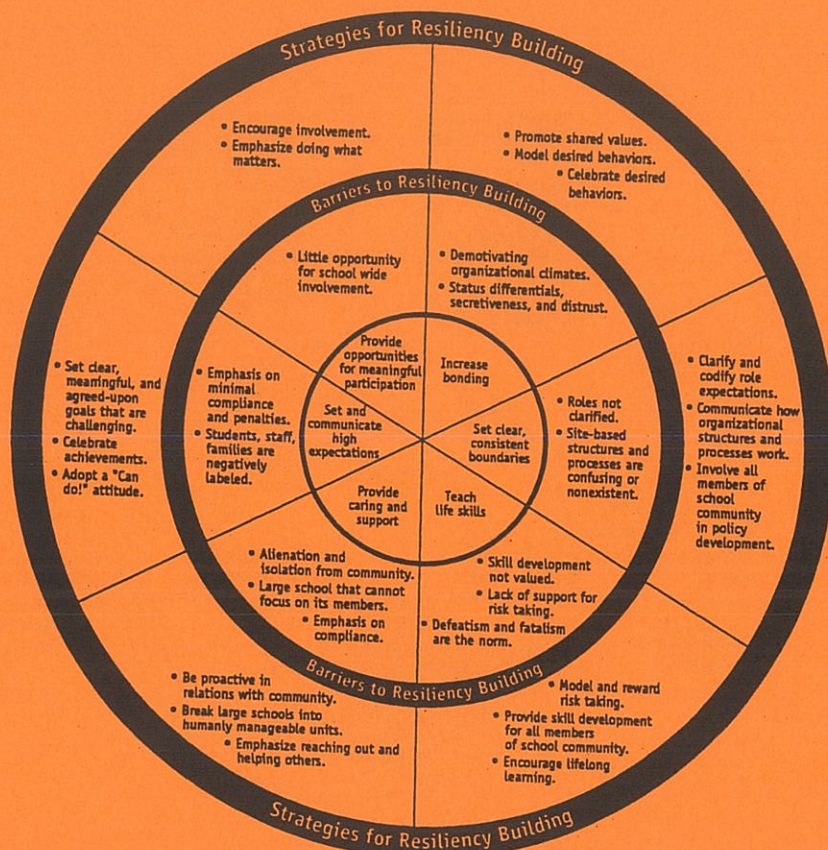 Strategies for Resiliency Building
• Encourage involvement.
• Emphasize doing what
matters.
• Promote shared values.
• Model desired behaviors.
• Celebrate desired
behaviors.
Barriers to Resiliency Building
• Little opportunity
for school wide
involvement.
• Demotivating
organizational climates.
• Status differentials,
secretiveness, and distrust.
Provide
opportunities
for meaningful
participation
Increase
bonding
• Set clear,
meaningful, and
agreed-upon
goals that are
challenging.
• Celebrate
achievements.
• Adopt a "Can
do!" attitude.
• Emphasis on
minimal
compliance
and penalties.
• Students, staff,
families are
negatively
labeled.
Set and
communicate
high
expectations
Set clear,
consistent
boundaries
• Roles not
clarified.
• Site-based
structures and
processes are
confusing or
nonexistent.
• Clarify and
codify role
expectations.
• Communicate how
organizational
structures and
processes work.
• Involve all
members of
school
community
in policy
development.
Provide
caring and
support
Teach
life skills
• Alienation and
isolation from community.
• Large school that cannot
focus on its members.
• Emphasis on
compliance.
• Skill development
not valued.
• Lack of support for
risk taking.
• Defeatism and fatalism
are the norm.
Barriers to Resiliency Building
• Be proactive in
relations with community.
• Break large schools into
humanly manageable units.
• Emphasize reaching out and
helping others.
• Model and reward
risk taking.
• Provide skill development
for all members
of school community.
• Encourage lifelong
learning.
Strategies for Resiliency Building